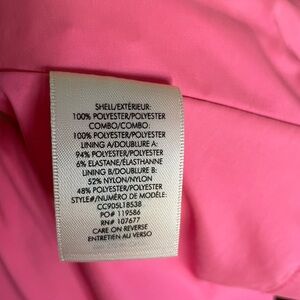 SHELL/EXTÉRIEUR:
100% POLYESTER/POLYESTER
COMBO/COMBO:
100% POLYESTER/POLYESTER
LINING A/DOUBLURE A:
94% POLYESTER/POLYESTER
6% ELASTANE/ÉLASTHANNE
LINING B/DOUBLURE B:
52% NYLON/NYLON
48% POLYESTER/POLYESTER
STYLE#/NUMÉRO DE MODÈLE:
CC905L18538
PO# 119586
RN# 107677
CARE ON REVERSE
ENTRETIEN AU VERSO